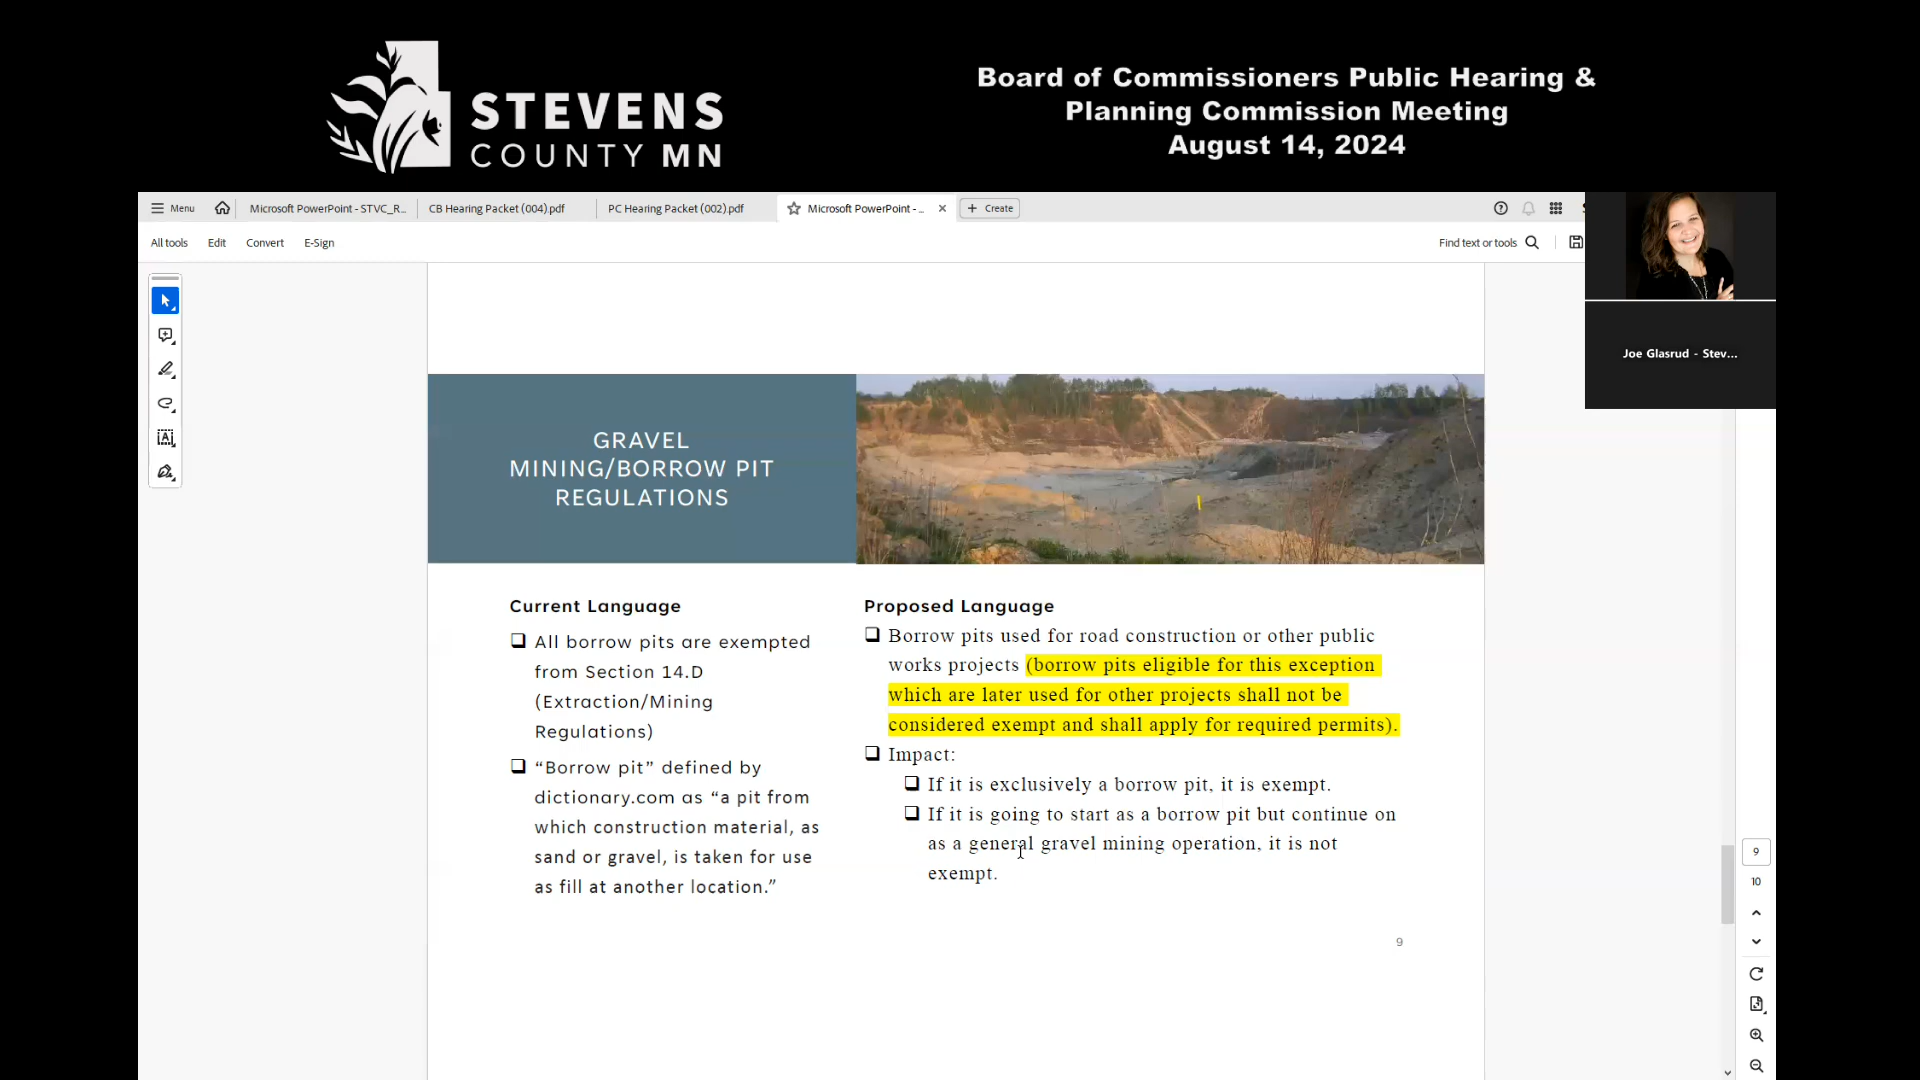 STEVENS
COUNTY MN
Board of Commissioners Public Hearing &
Planning Commission Meeting
August 14, 2024
Menu
Microsoft PowerPoint - STVC_R...
CB Hearing Packet (004).pdf
PC Hearing Packet (002).pdf
Microsoft PowerPoint - ...
Create
All tools
Edit
Convert
E-Sign
Find text or tools
Joe Glasrud - Stev...
GRAVEL
MINING/BORROW PIT
REGULATIONS
Current Language
All borrow pits are exempted
from Section 14.D
(Extraction/Mining
Regulations)
"Borrow pit" defined by
dictionary.com as "a pit from
which construction material, as
sand or gravel, is taken for use
as fill at another location."
Proposed Language
Borrow pits used for road construction or other public
works projects (borrow pits eligible for this exception
which are later used for other projects shall not be
considered exempt and shall apply for required permits).
Impact:
If it is exclusively a borrow pit, it is exempt.
If it is going to start as a borrow pit but continue on
as a general gravel mining operation, it is not
exempt.
9
9
10